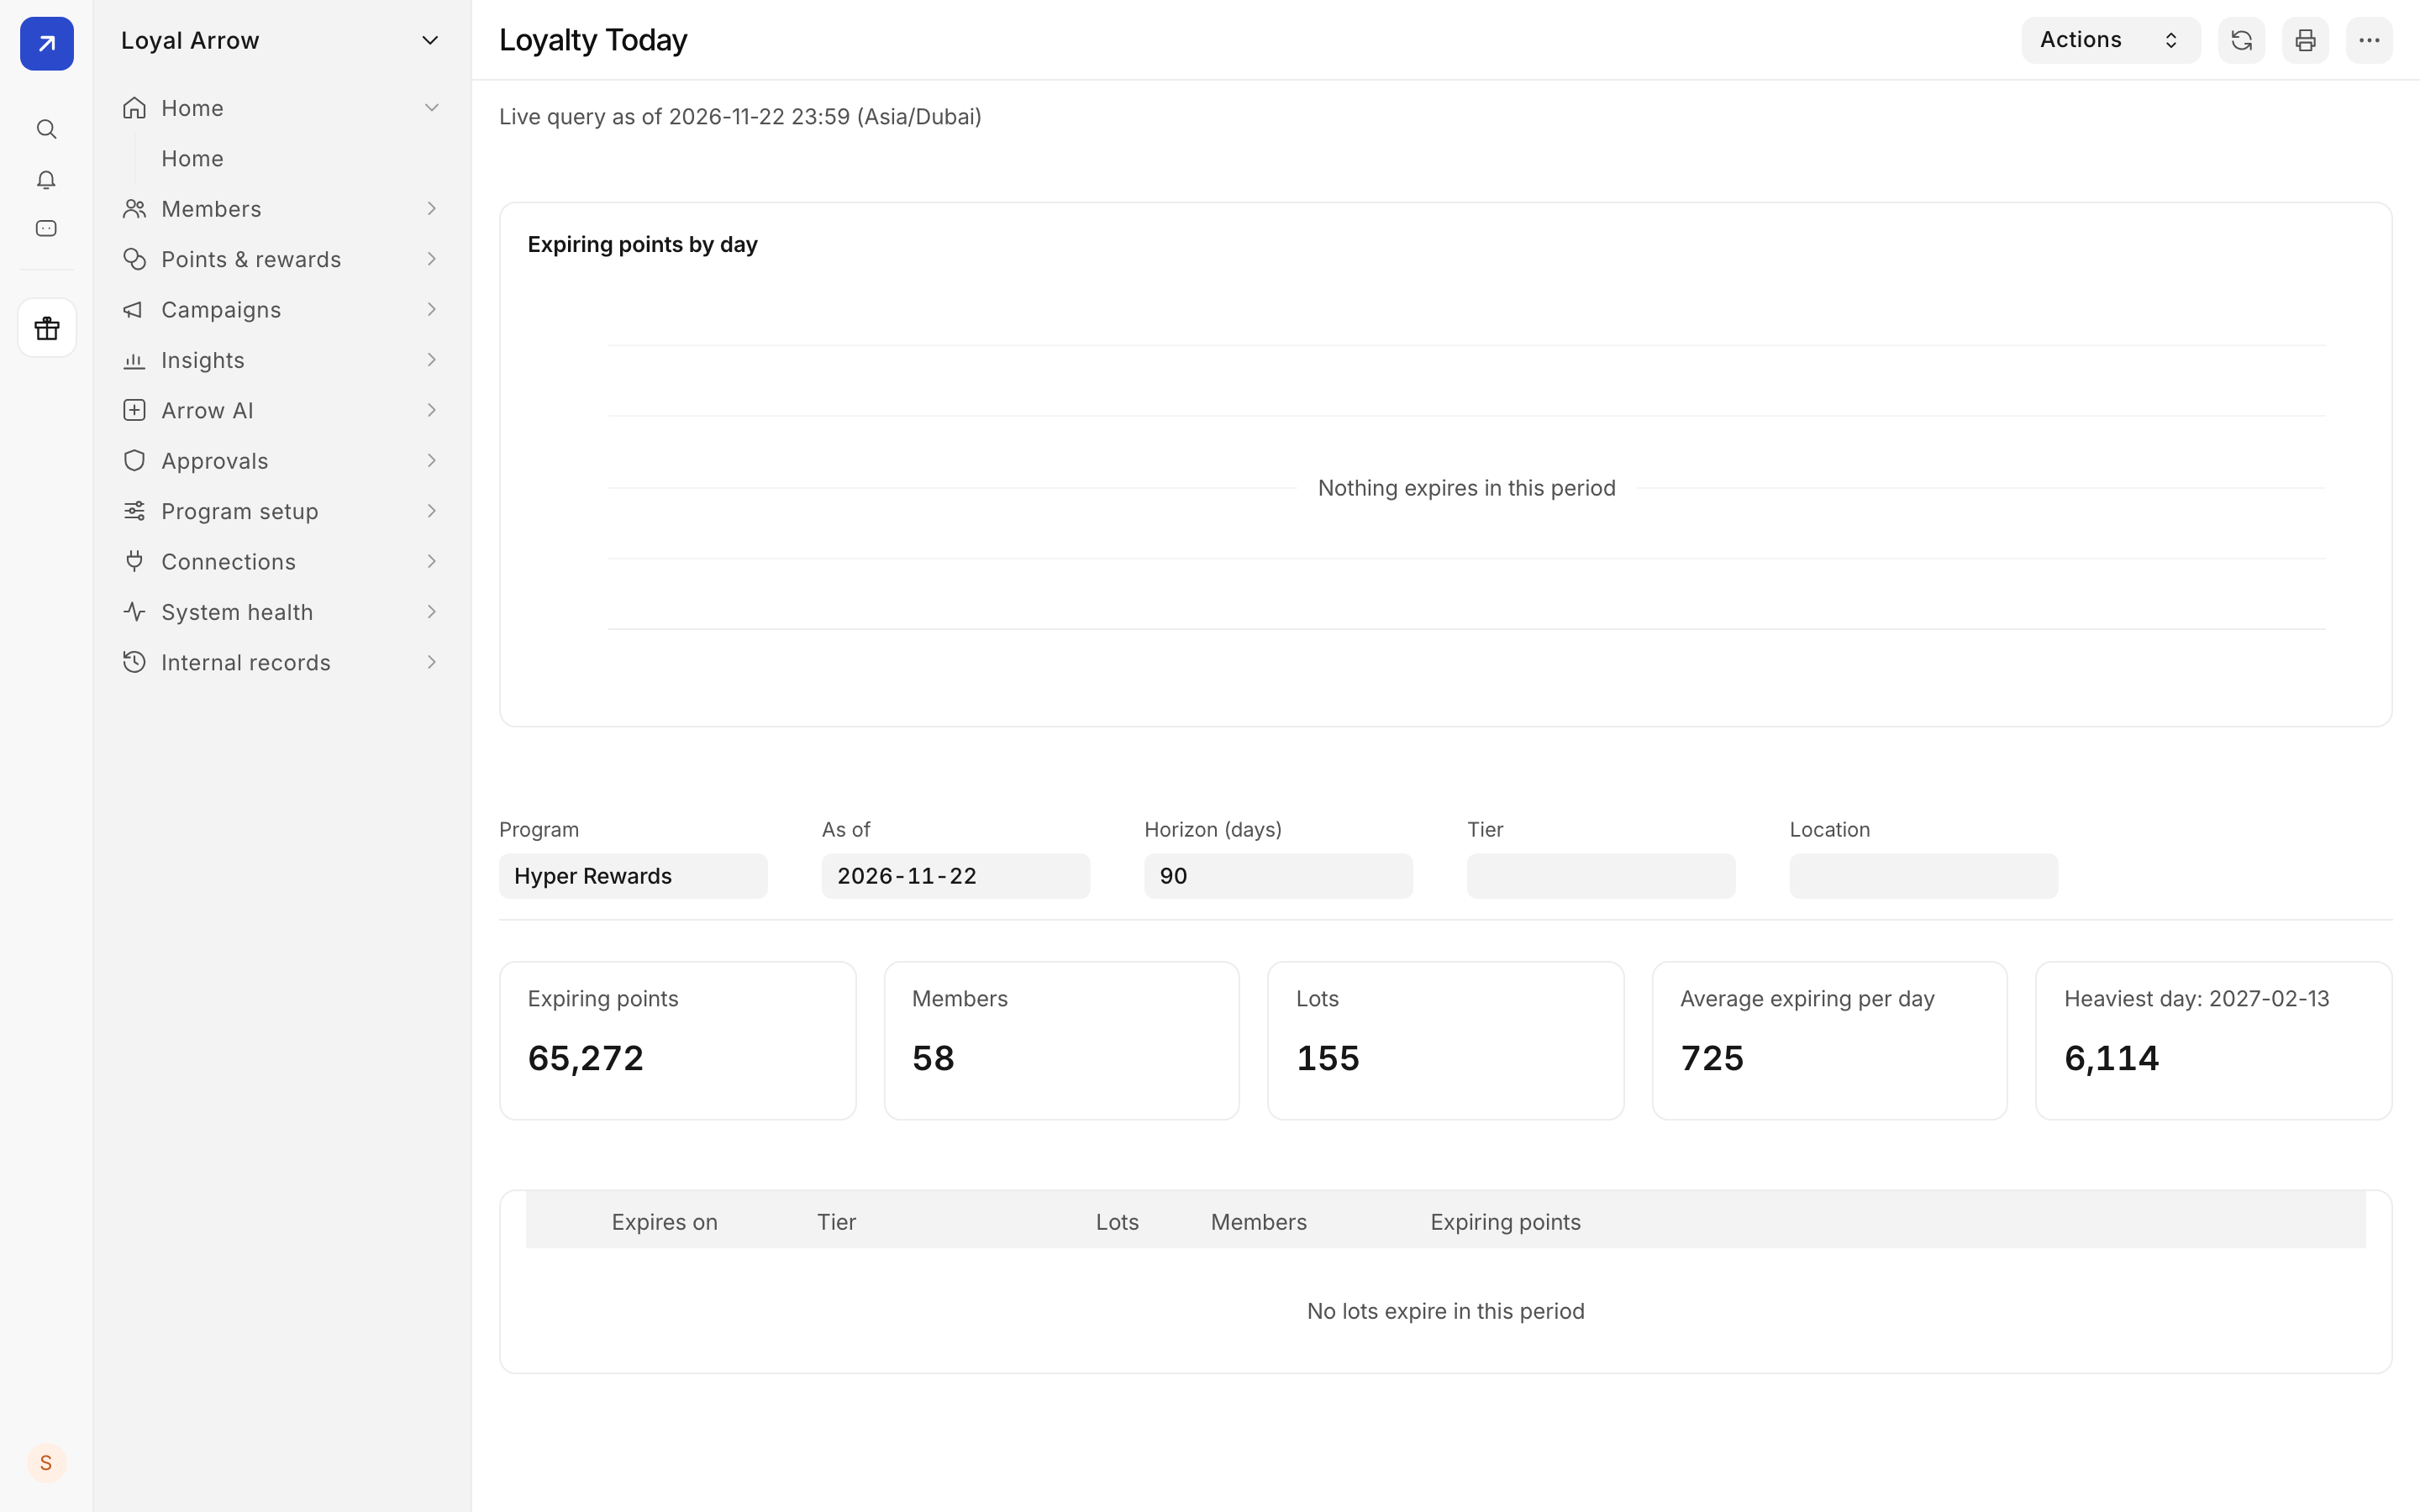 Loyal Arrow
Home
Home
Members
Points & rewards
Campaigns
Insights
Arrow AI
Approvals
Program setup
Connections
System health
Internal records
S
Loyalty Today
Actions
Live query as of 2026-11-22 23:59 (Asia/Dubai)
Expiring points by day
Nothing expires in this period
Program As of Horizon (days) Tier Location
Hyper Rewards 2026-11-22 90
Expiring points Members Lots Average expiring per day Heaviest day: 2027-02-13
65,272 58 155 725 6,114
Expires on Tier Lots Members Expiring points
No lots expire in this period